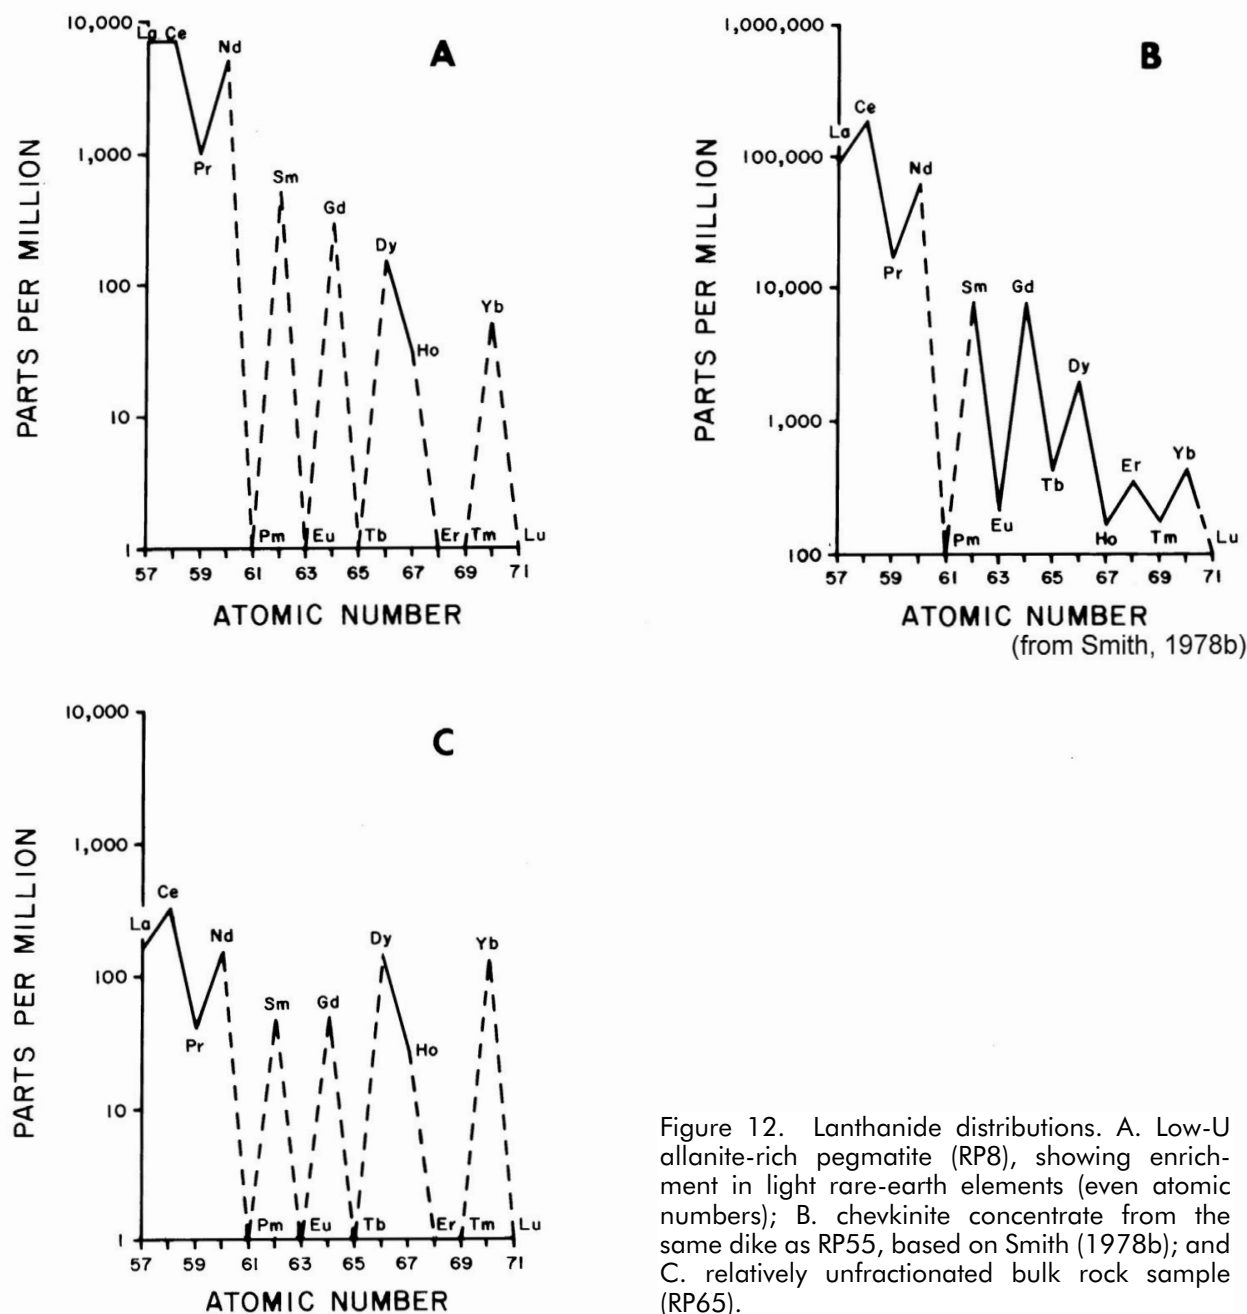 A
PARTS PER MILLION
10,000
1,000
100
10
1
La Ce
Nd
Pr
Sm
Gd
Dy
Ho
Yb
Pm
Eu
Tb
Er
Tm
Lu
57 59 61 63 65 67 69 71
ATOMIC NUMBER
B
PARTS PER MILLION
1,000,000
100,000
10,000
1,000
100
La
Ce
Pr
Nd
Pm
Sm
Eu
Gd
Tb
Dy
Ho
Er
Tm
Yb
Lu
57 59 61 63 65 67 69 71
ATOMIC NUMBER
(from Smith, 1978b)
C
PARTS PER MILLION
10,000
1,000
100
10
1
La
Ce
Pr
Nd
Sm
Gd
Dy
Ho
Yb
Pm
Eu
Tb
Er
Tm
Lu
57 59 61 63 65 67 69 71
ATOMIC NUMBER
Figure 12. Lanthanide distributions. A. Low-U
allanite-rich pegmatite (RP8), showing enrich-
ment in light rare-earth elements (even atomic
numbers); B. chevkinite concentrate from the
same dike as RP55, based on Smith (1978b); and
C. relatively unfractionated bulk rock sample
(RP65).